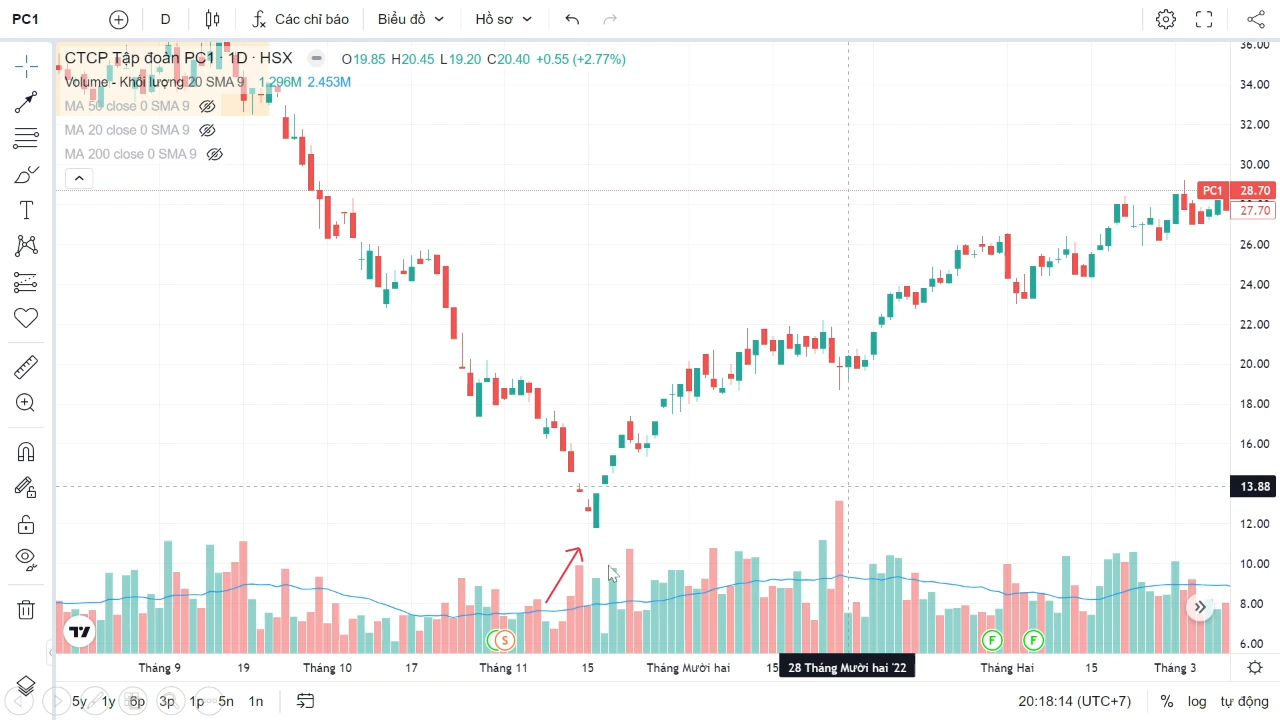 PC1 D Các chỉ báo Biểu đồ Hồ sơ
CTCP Tập đoàn PC1 · 1D · HSX O19.85 H20.45 L19.20 C20.40 +0.55 (+2.77%)
Volume - Khối lượng 20 SMA 9 1.296M 2.453M
MA 50 close 0 SMA 9
MA 20 close 0 SMA 9
MA 200 close 0 SMA 9
36.00
34.00
32.00
30.00
PC1 28.70
27.70
26.00
24.00
22.00
20.00
18.00
16.00
13.88
12.00
10.00
8.00
6.00
S F F
Tháng 9 19 Tháng 10 17 Tháng 11 15 Tháng Mười hai 15 28 Tháng Mười hai '22 Tháng Hai 15 Tháng 3
5y 1y 6p 3p 1p 5n 1n 20:18:14 (UTC+7) % log tự động